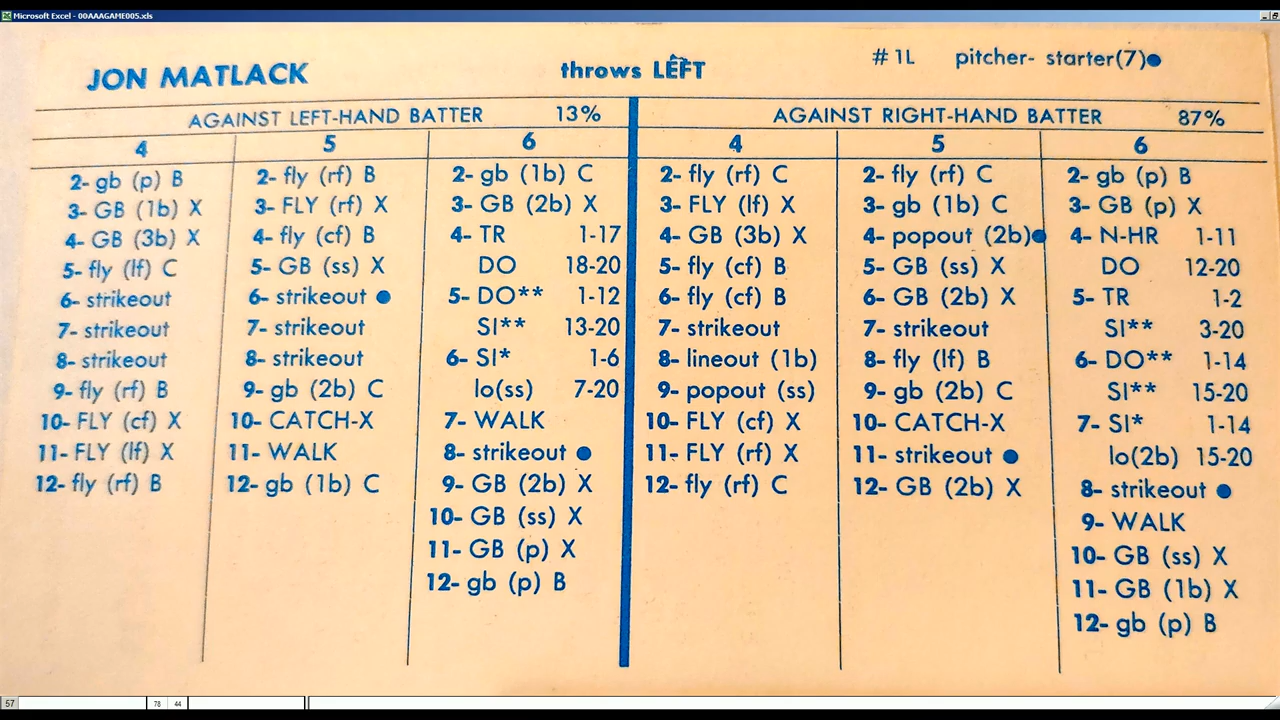 Microsoft Excel - 00AAAGAME005.xls
JON MATLACK
throws LEFT
# 1L pitcher- starter(7)●
AGAINST LEFT-HAND BATTER 13%
4
2- gb (p) B
3- GB (1b) X
4- GB (3b) X
5- fly (lf) C
6- strikeout
7- strikeout
8- strikeout
9- fly (rf) B
10- FLY (cf) X
11- FLY (lf) X
12- fly (rf) B
5
2- fly (rf) B
3- FLY (rf) X
4- fly (cf) B
5- GB (ss) X
6- strikeout ●
7- strikeout
8- strikeout
9- gb (2b) C
10- CATCH-X
11- WALK
12- gb (1b) C
6
2- gb (1b) C
3- GB (2b) X
4- TR 1-17
DO 18-20
5- DO** 1-12
SI** 13-20
6- SI* 1-6
lo(ss) 7-20
7- WALK
8- strikeout ●
9- GB (2b) X
10- GB (ss) X
11- GB (p) X
12- gb (p) B
AGAINST RIGHT-HAND BATTER 87%
4
2- fly (rf) C
3- FLY (lf) X
4- GB (3b) X
5- fly (cf) B
6- fly (cf) B
7- strikeout
8- lineout (1b)
9- popout (ss)
10- FLY (cf) X
11- FLY (rf) X
12- fly (rf) C
5
2- fly (rf) C
3- gb (1b) C
4- popout (2b)●
5- GB (ss) X
6- GB (2b) X
7- strikeout
8- fly (lf) B
9- gb (2b) C
10- CATCH-X
11- strikeout ●
12- GB (2b) X
6
2- gb (p) B
3- GB (p) X
4- N-HR 1-11
DO 12-20
5- TR 1-2
SI** 3-20
6- DO** 1-14
SI** 15-20
7- SI* 1-14
lo(2b) 15-20
8- strikeout ●
9- WALK
10- GB (ss) X
11- GB (1b) X
12- gb (p) B
57 78 44